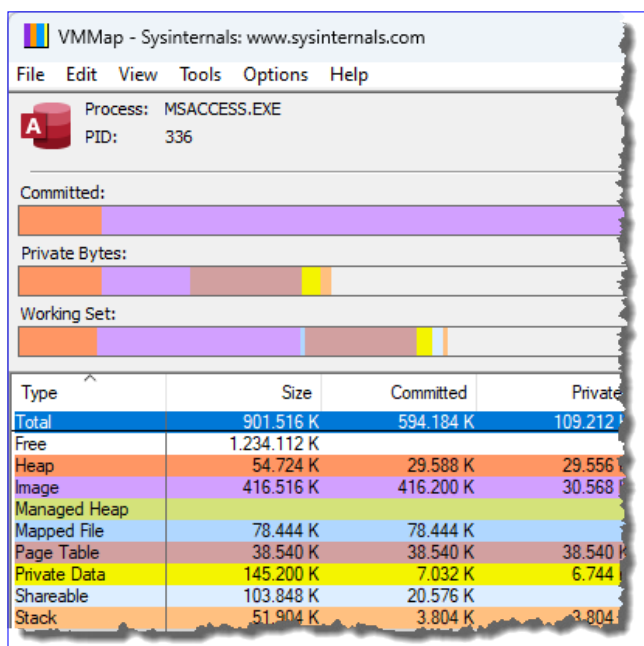 VMMap - Sysinternals: www.sysinternals.com
File Edit View Tools Options Help
A
Process: MSACCESS.EXE
PID: 336
Committed:
Private Bytes:
Working Set:
Type Size Committed Private
Total 901.516 K 594.184 K 109.212
Free 1.234.112 K
Heap 54.724 K 29.588 K 29.556
Image 416.516 K 416.200 K 30.568
Managed Heap
Mapped File 78.444 K 78.444 K
Page Table 38.540 K 38.540 K 38.540 K
Private Data 145.200 K 7.032 K 6.744
Shareable 103.848 K 20.576 K
Stack 51.904 K 3.804 K 3.804